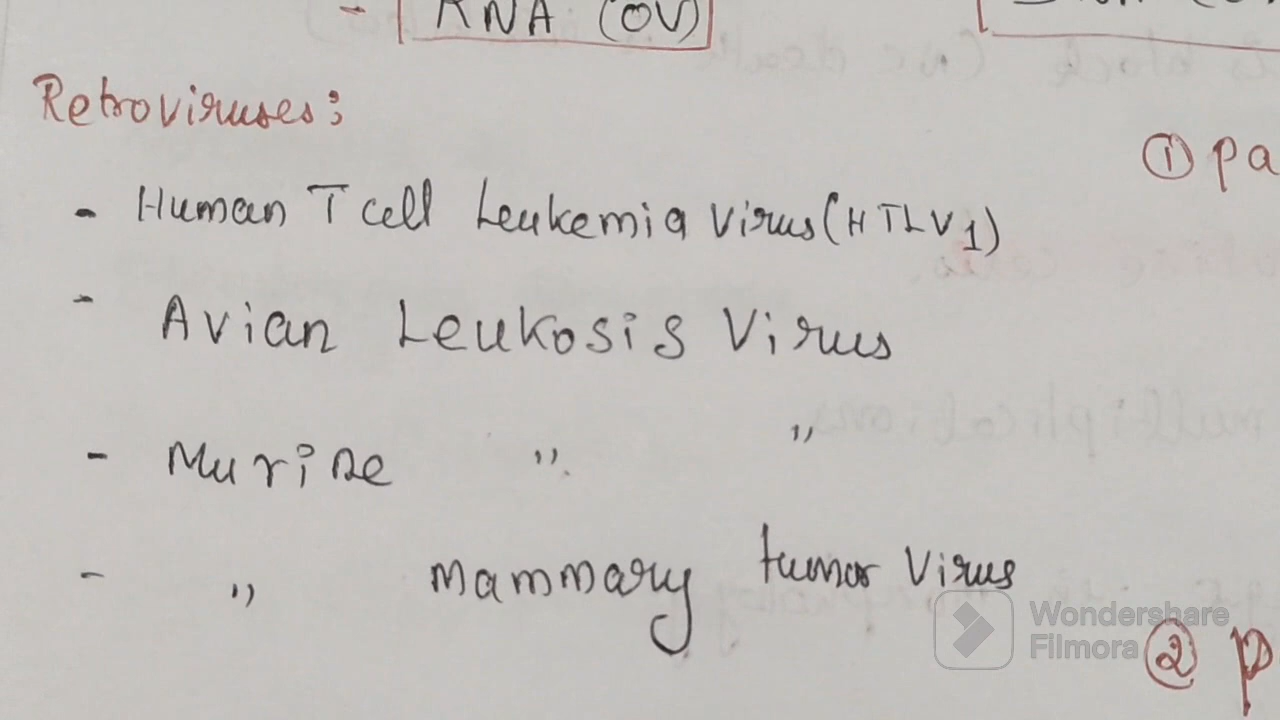 - RNA (OV)
Retroviruses:
① pa
- Human T cell Leukemia Virus (HTLV1)
- Avian Leukosis Virus
- Murine " "
- " mammary tumor Virus
Wondershare
Filmora
② p